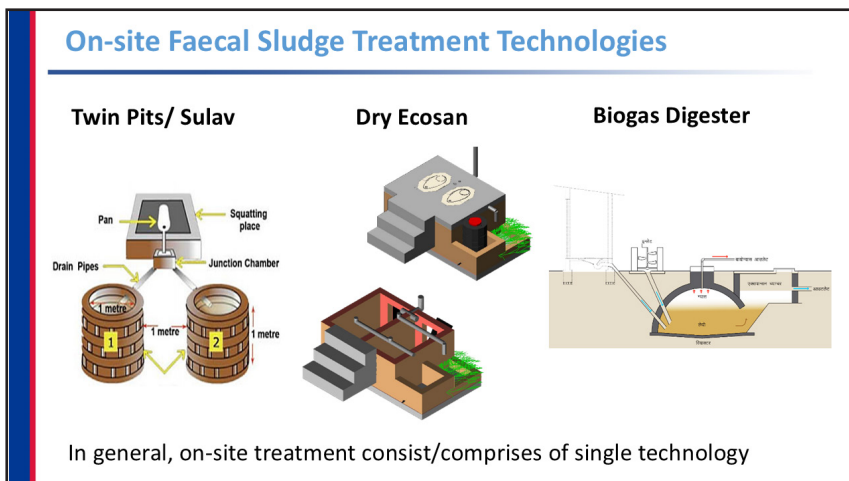 On-site Faecal Sludge Treatment Technologies
Twin Pits/ Sulav
Dry Ecosan
Biogas Digester
Pan
Squatting
place
Drain Pipes
Junction Chamber
1 metre
1 metre
1 metre
1
2
In general, on-site treatment consist/comprises of single technology